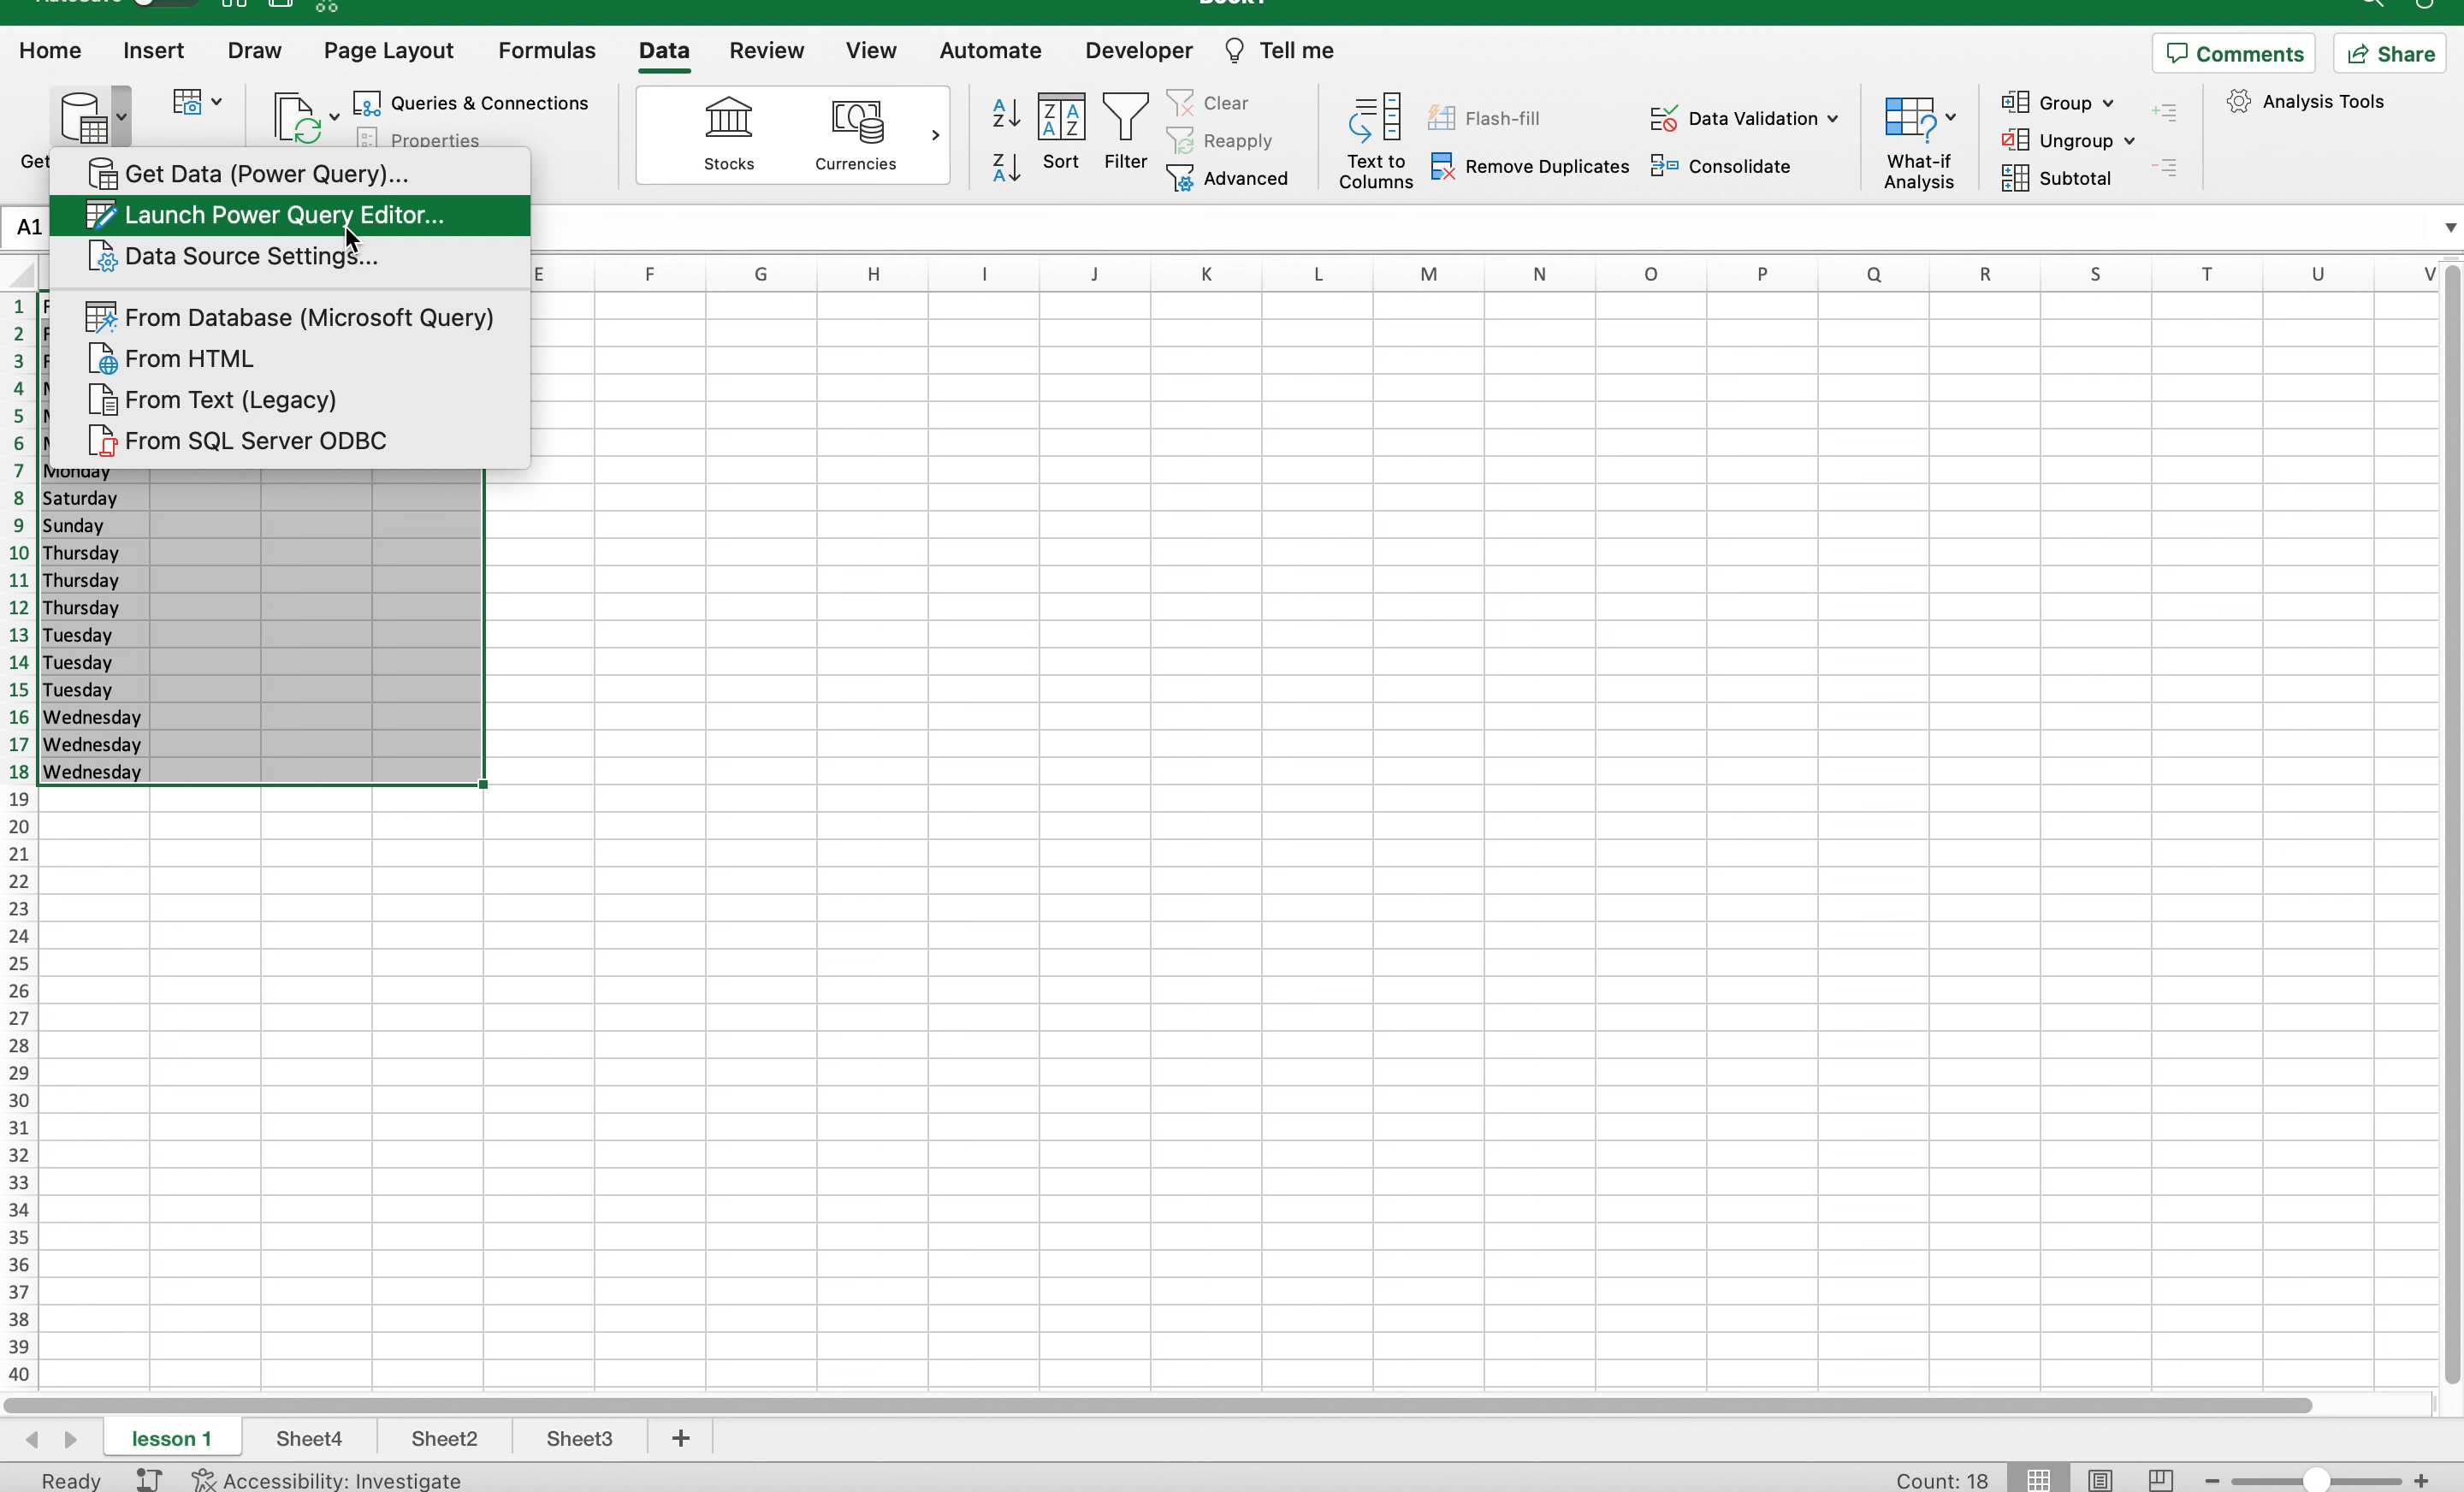 Home Insert Draw Page Layout Formulas Data Review View Automate Developer Tell me Comments Share
Queries & Connections
Properties
Stocks Currencies
Sort Filter
Clear
Reapply
Advanced
Text to Columns
Flash-fill
Remove Duplicates
Data Validation
Consolidate
What-if Analysis
Group
Ungroup
Subtotal
Analysis Tools
Get
Get Data (Power Query)...
Launch Power Query Editor...
Data Source Settings...
From Database (Microsoft Query)
From HTML
From Text (Legacy)
From SQL Server ODBC
A1
E F G H I J K L M N O P Q R S T U V
1 F
2 F
3 F
4 M
5 M
6 M
7 Monday
8 Saturday
9 Sunday
10 Thursday
11 Thursday
12 Thursday
13 Tuesday
14 Tuesday
15 Tuesday
16 Wednesday
17 Wednesday
18 Wednesday
19
20
21
22
23
24
25
26
27
28
29
30
31
32
33
34
35
36
37
38
39
40
lesson 1 Sheet4 Sheet2 Sheet3 +
Ready Accessibility: Investigate Count: 18